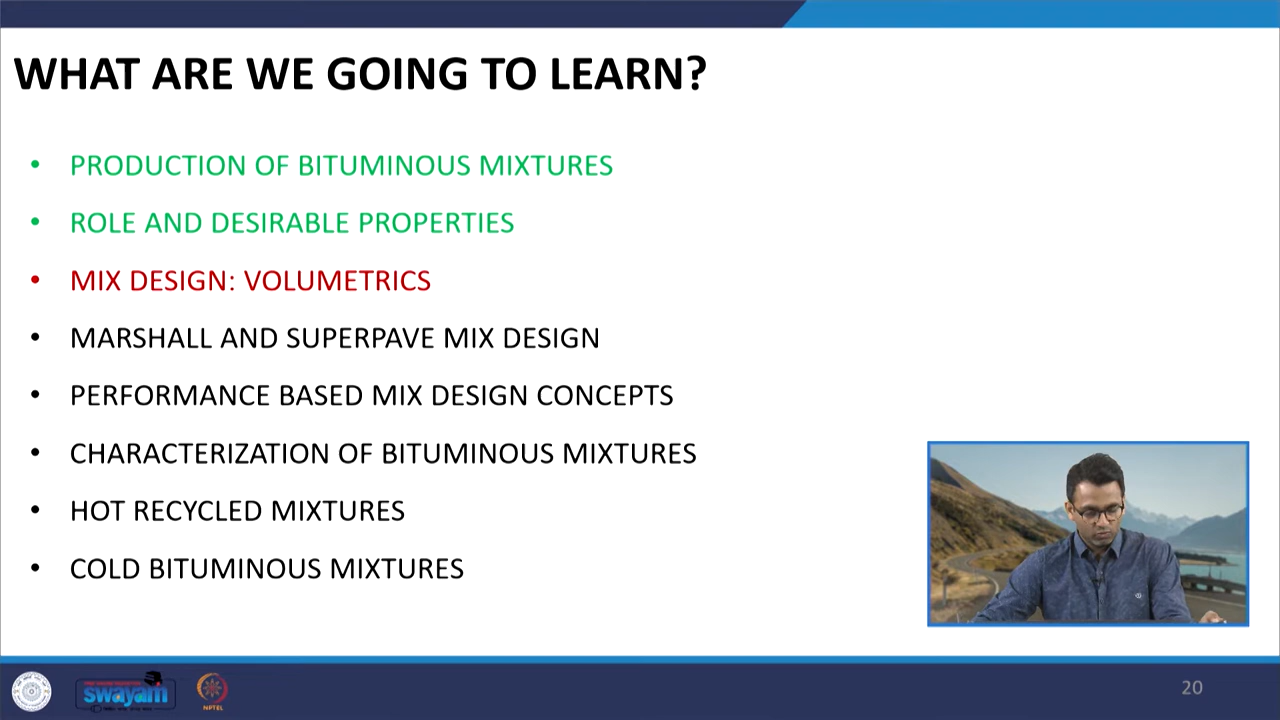 WHAT ARE WE GOING TO LEARN?
• PRODUCTION OF BITUMINOUS MIXTURES
• ROLE AND DESIRABLE PROPERTIES
• MIX DESIGN: VOLUMETRICS
• MARSHALL AND SUPERPAVE MIX DESIGN
• PERFORMANCE BASED MIX DESIGN CONCEPTS
• CHARACTERIZATION OF BITUMINOUS MIXTURES
• HOT RECYCLED MIXTURES
• COLD BITUMINOUS MIXTURES
swayam
NPTEL
20